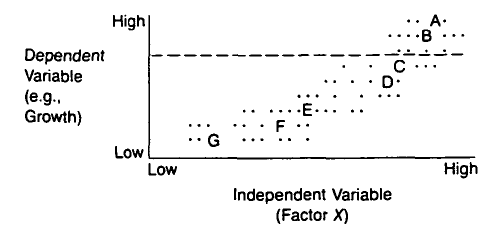 High
A
B
Dependent
Variable
(e.g.,
Growth)
C
D
E
F
G
Low
Low
High
Independent Variable
(Factor X)